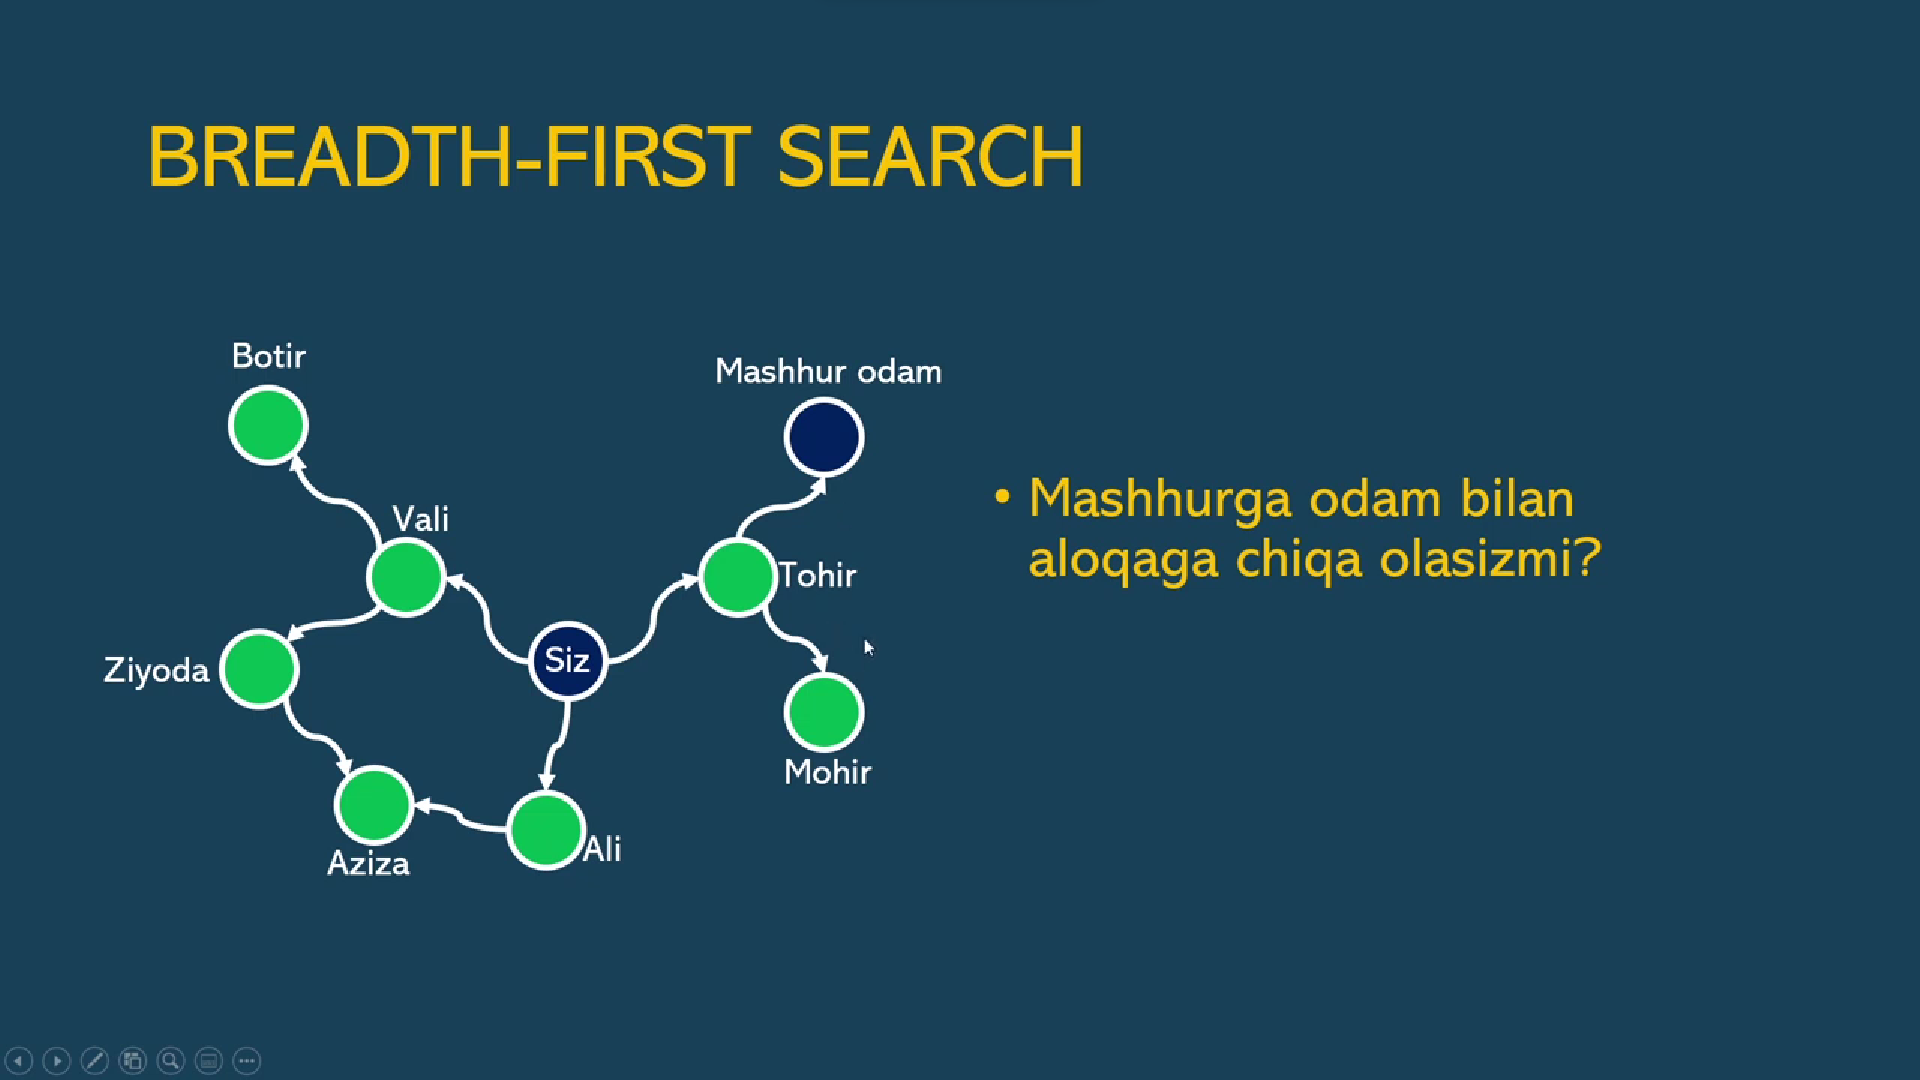 BREADTH-FIRST SEARCH
Botir
Mashhur odam
Vali
Tohir
Siz
Ziyoda
Mohir
Ali
Aziza
• Mashhurga odam bilan
aloqaga chiqa olasizmi?